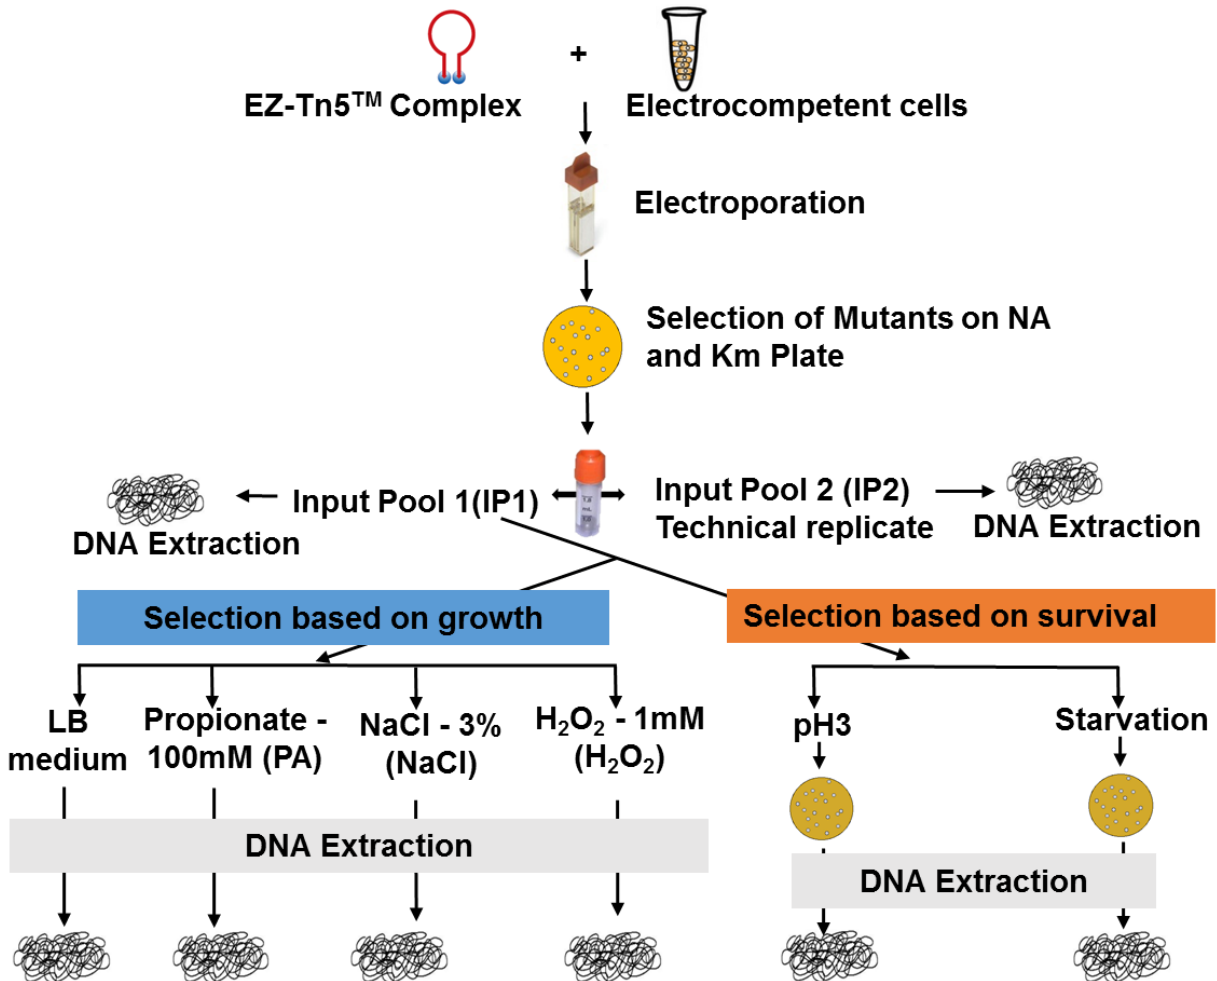 +
EZ-Tn5™ Complex
Electrocompetent cells
Electroporation
Selection of Mutants on NA
and Km Plate
Input Pool 1(IP1)
DNA Extraction
Input Pool 2 (IP2)
Technical replicate
DNA Extraction
Selection based on growth
Selection based on survival
LB
medium
Propionate -
100mM (PA)
NaCl - 3%
(NaCl)
H₂O₂ - 1mM
(H₂O₂)
pH3
Starvation
DNA Extraction
DNA Extraction